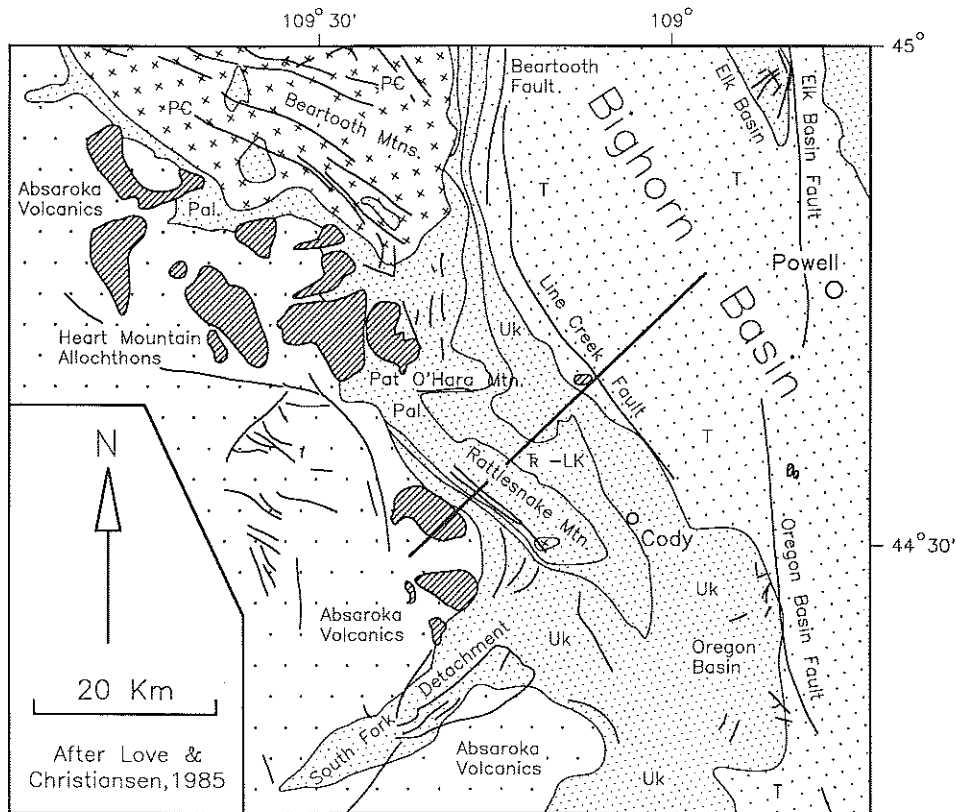 109° 30'
109°
45°
PC
PC
Beartooth Mtns.
Beartooth
Fault
Bighorn
Basin
Elk Basin
Elk Basin Fault
T
T
Absaroka
Volcanics
Pal.
Powell
Line Creek
Fault
Uk
Heart Mountain
Allochthons
Pat O'Hara Mtn.
Pal.
T
N
Rattlesnake Mtn.
TR -LK
Cody
44° 30'
Oregon Basin Fault
Absaroka
Volcanics
Uk
Uk
Oregon
Basin
20 Km
South Fork Detachment
After Love &
Christiansen, 1985
Absaroka
Volcanics
Uk
T